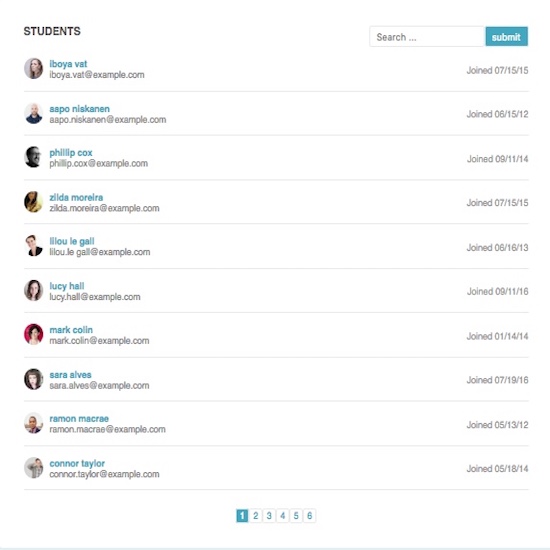 STUDENTS
Search ...
submit
iboya vat
iboya.vat@example.com
Joined 07/15/15
aapo niskanen
aapo.niskanen@example.com
Joined 06/15/12
phillip cox
phillip.cox@example.com
Joined 09/11/14
zilda moreira
zilda.moreira@example.com
Joined 07/15/15
lilou le gall
lilou.le gall@example.com
Joined 06/16/13
lucy hall
lucy.hall@example.com
Joined 09/11/16
mark colin
mark.colin@example.com
Joined 01/14/14
sara alves
sara.alves@example.com
Joined 07/19/16
ramon macrae
ramon.macrae@example.com
Joined 05/13/12
connor taylor
connor.taylor@example.com
Joined 05/18/14
1 2 3 4 5 6